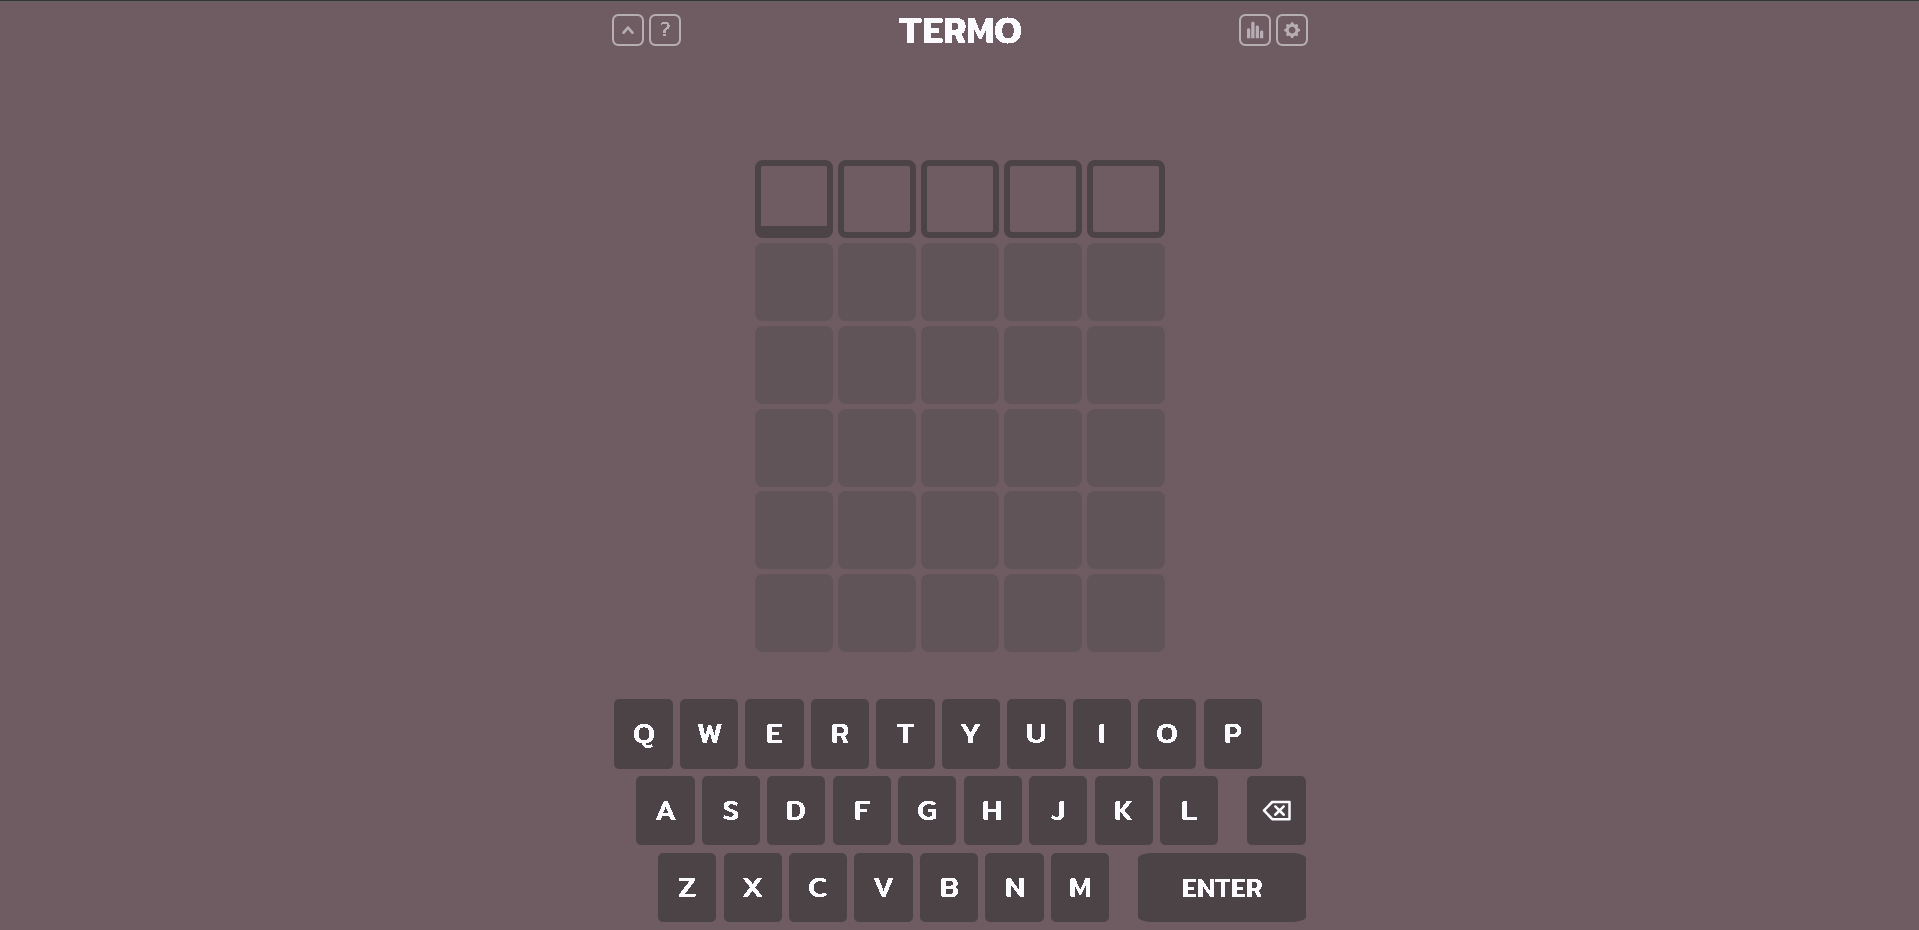 ?
TERMO
Q W E R T Y U I O P
A S D F G H J K L
Z X C V B N M ENTER